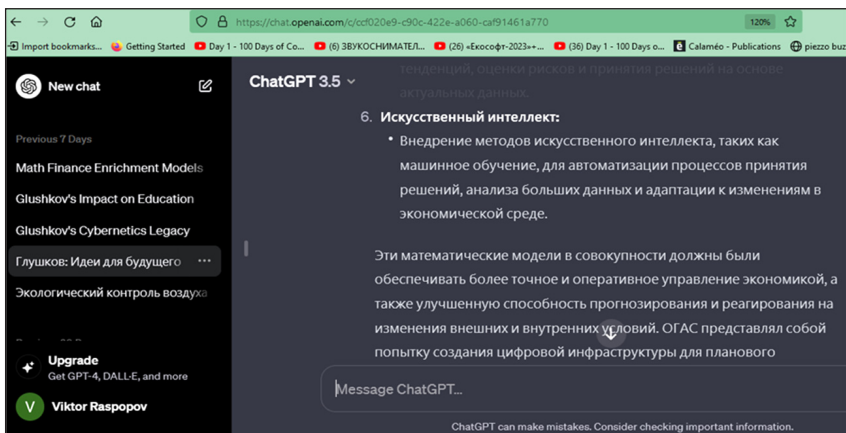 https://chat.openai.com/c/ccf020e9-c90c-422e-a060-caf91461a770
120%
Import bookmarks... Getting Started Day 1 - 100 Days of Co... (6) ЗВУКОСНИМАТЕЛ... (26) «Екософт-2023»+... (36) Day 1 - 100 Days o... Calaméo - Publications piezzo buz
New chat
Previous 7 Days
Math Finance Enrichment Models
Glushkov's Impact on Education
Glushkov's Cybernetics Legacy
Глушков: Идеи для будущего ...
Экологический контроль воздуха
Upgrade
Get GPT-4, DALL·E, and more
V Viktor Raspopov
ChatGPT 3.5
тенденций, оценки рисков и принятия решений на основе
актуальных данных.
6. Искусственный интеллект:
• Внедрение методов искусственного интеллекта, таких как
машинное обучение, для автоматизации процессов принятия
решений, анализа больших данных и адаптации к изменениям в
экономической среде.
Эти математические модели в совокупности должны были
обеспечивать более точное и оперативное управление экономикой, а
также улучшенную способность прогнозирования и реагирования на
изменения внешних и внутренних условий. ОГАС представлял собой
попытку создания цифровой инфраструктуры для планового
Message ChatGPT...
ChatGPT can make mistakes. Consider checking important information.